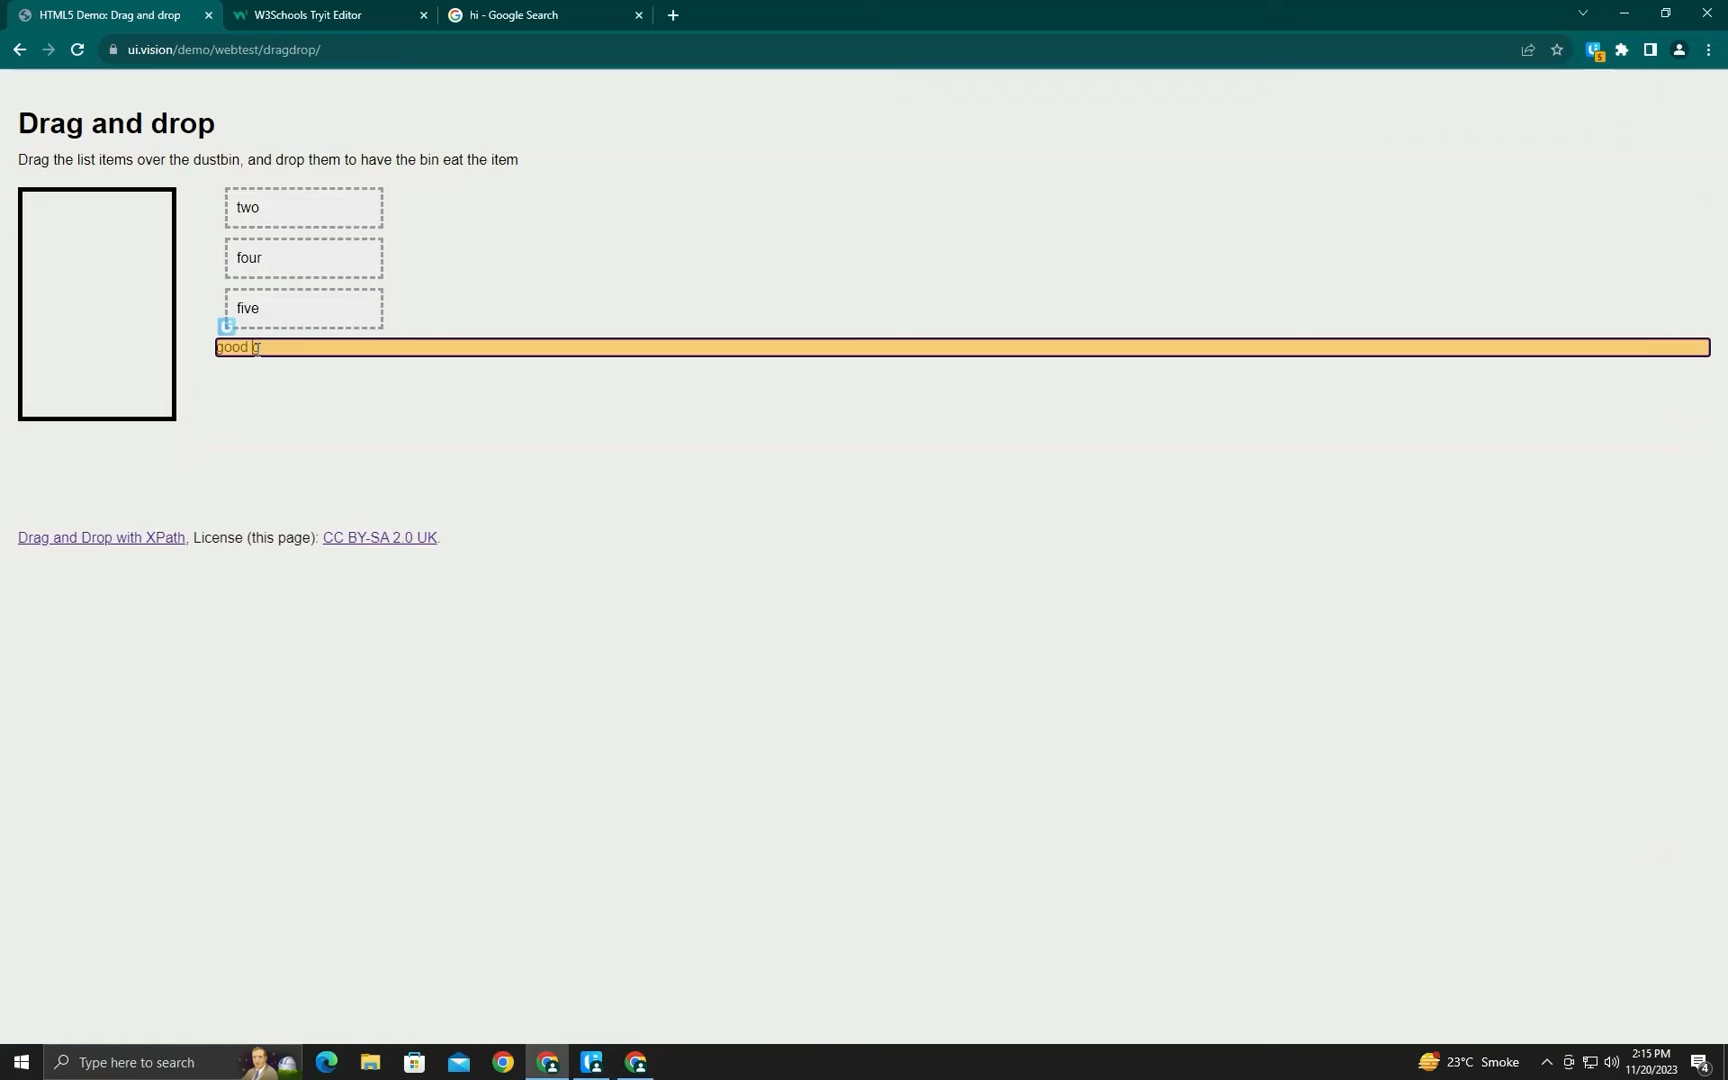 HTML5 Demo: Drag and drop
W3Schools Tryit Editor
hi - Google Search
ui.vision/demo/webtest/dragdrop/
5
Drag and drop
Drag the list items over the dustbin, and drop them to have the bin eat the item
two
four
five
good g
Drag and Drop with XPath, License (this page): CC BY-SA 2.0 UK.
Type here to search
23°C Smoke
2:15 PM
11/20/2023
4